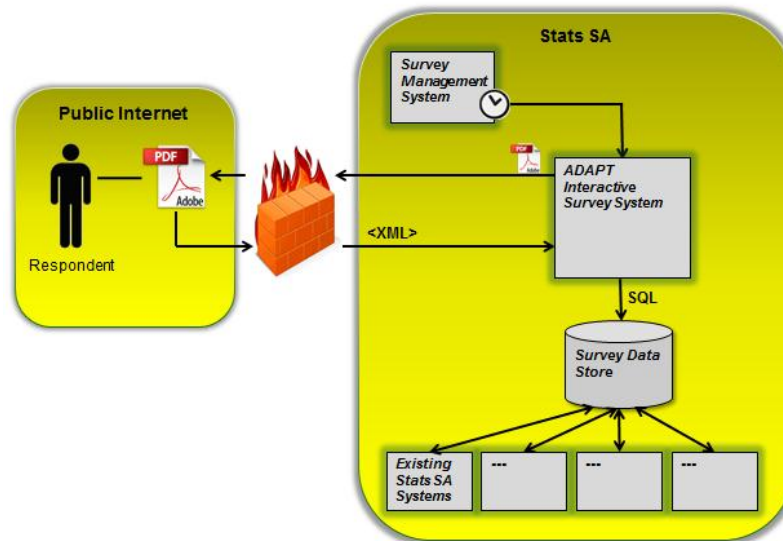 Stats SA
Survey
Management
System
Public Internet
PDF
Adobe
Respondent
PDF
ADAPT
Interactive
Survey System
<XML>
SQL
Survey Data
Store
Existing
Stats SA
Systems
---
---
---